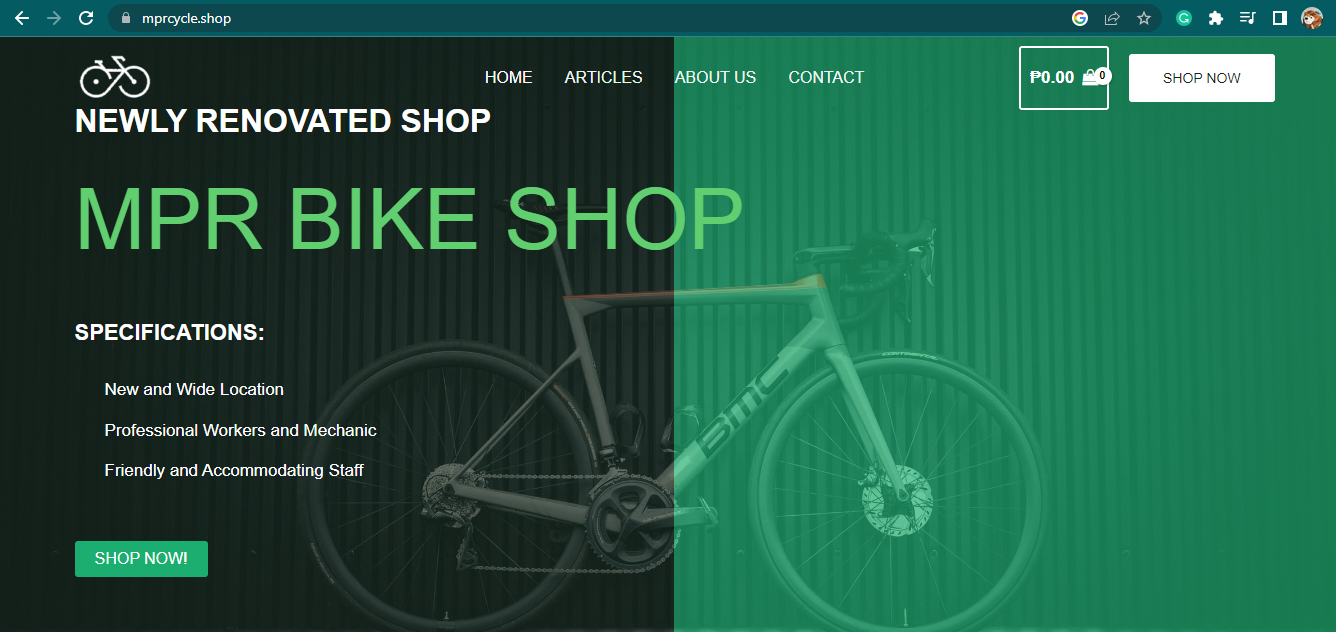 mprcycle.shop
HOME ARTICLES ABOUT US CONTACT ₱0.00 0 SHOP NOW
NEWLY RENOVATED SHOP
MPR BIKE SHOP
SPECIFICATIONS:
New and Wide Location
Professional Workers and Mechanic
Friendly and Accommodating Staff
BMC
SHOP NOW!